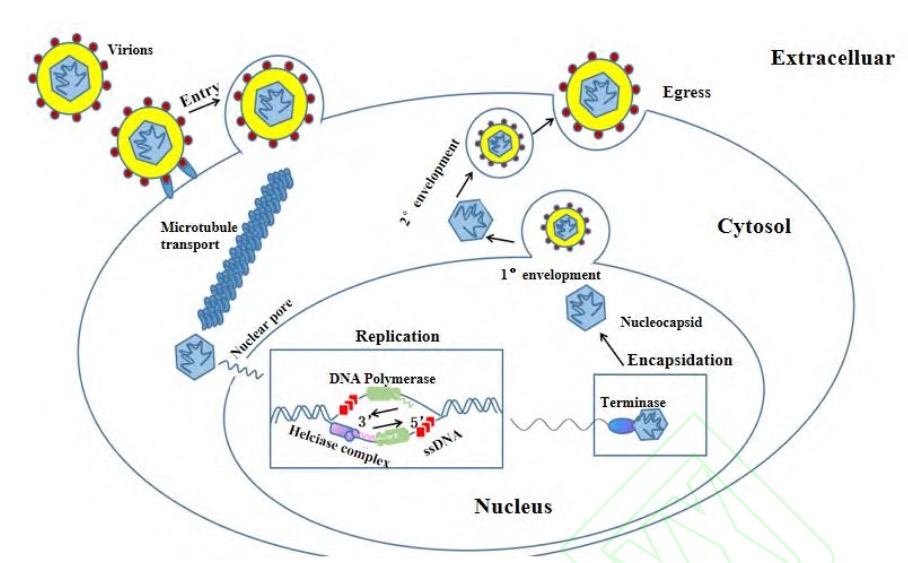 Virions
Extracelluar
Entry
Egress
2° envelopment
Cytosol
Microtubule
transport
1° envelopment
Nuclear pore
Nucleocapsid
Replication
Encapsidation
DNA Polymerase
Terminase
3' 5'
Helciase complex
ssDNA
Nucleus